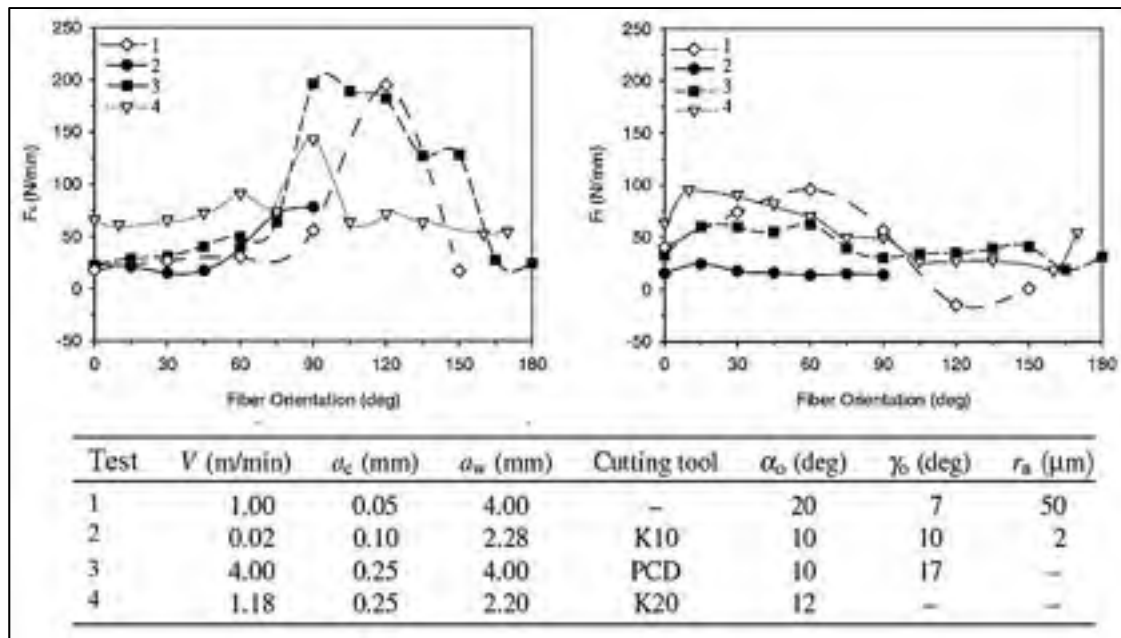 250
200
150
100
50
0
-50
1
2
3
4
Fc (N/mm)
0 30 60 90 120 150 180
Fiber Orientation (deg)
250
200
150
100
50
0
-50
1
2
3
4
Ft (N/mm)
0 30 60 90 120 150 180
Fiber Orientation (deg)
Test V (m/min) ac (mm) aw (mm) Cutting tool αo (deg) γo (deg) ra (μm)
1 1.00 0.05 4.00 – 20 7 50
2 0.02 0.10 2.28 K10 10 10 2
3 4.00 0.25 4.00 PCD 10 17 –
4 1.18 0.25 2.20 K20 12 – –